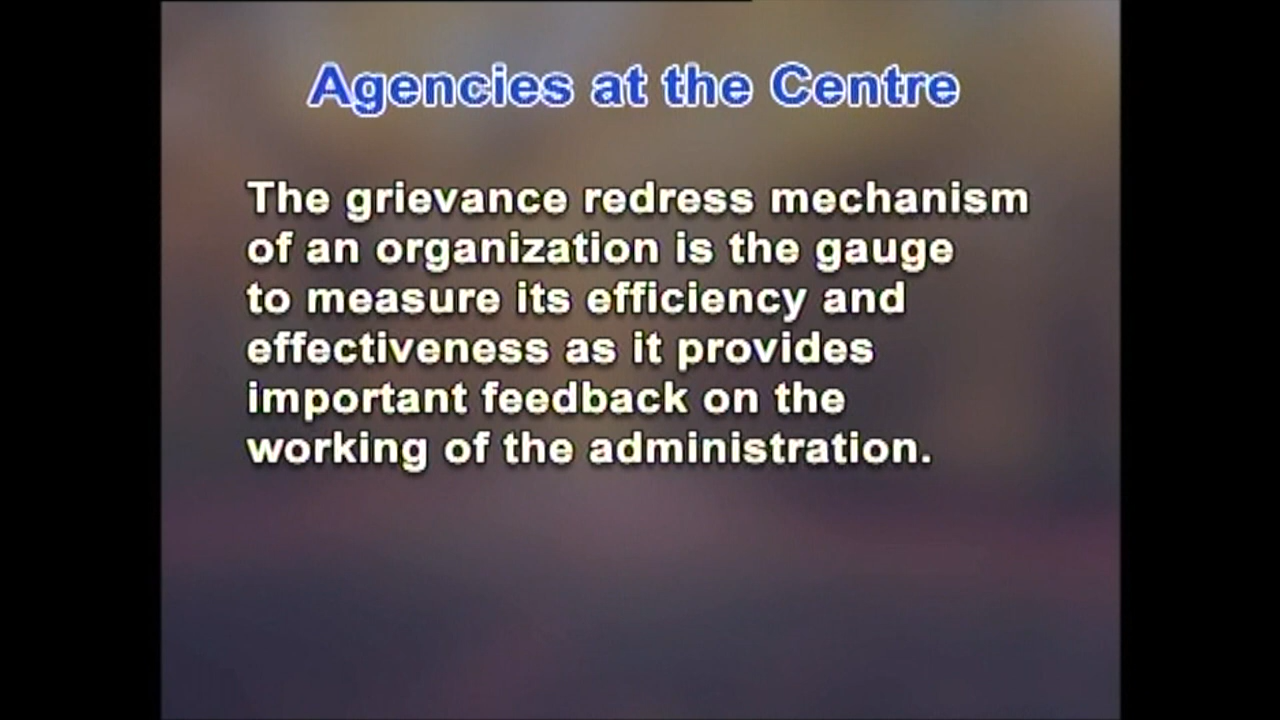 Agencies at the Centre
The grievance redress mechanism
of an organization is the gauge
to measure its efficiency and
effectiveness as it provides
important feedback on the
working of the administration.